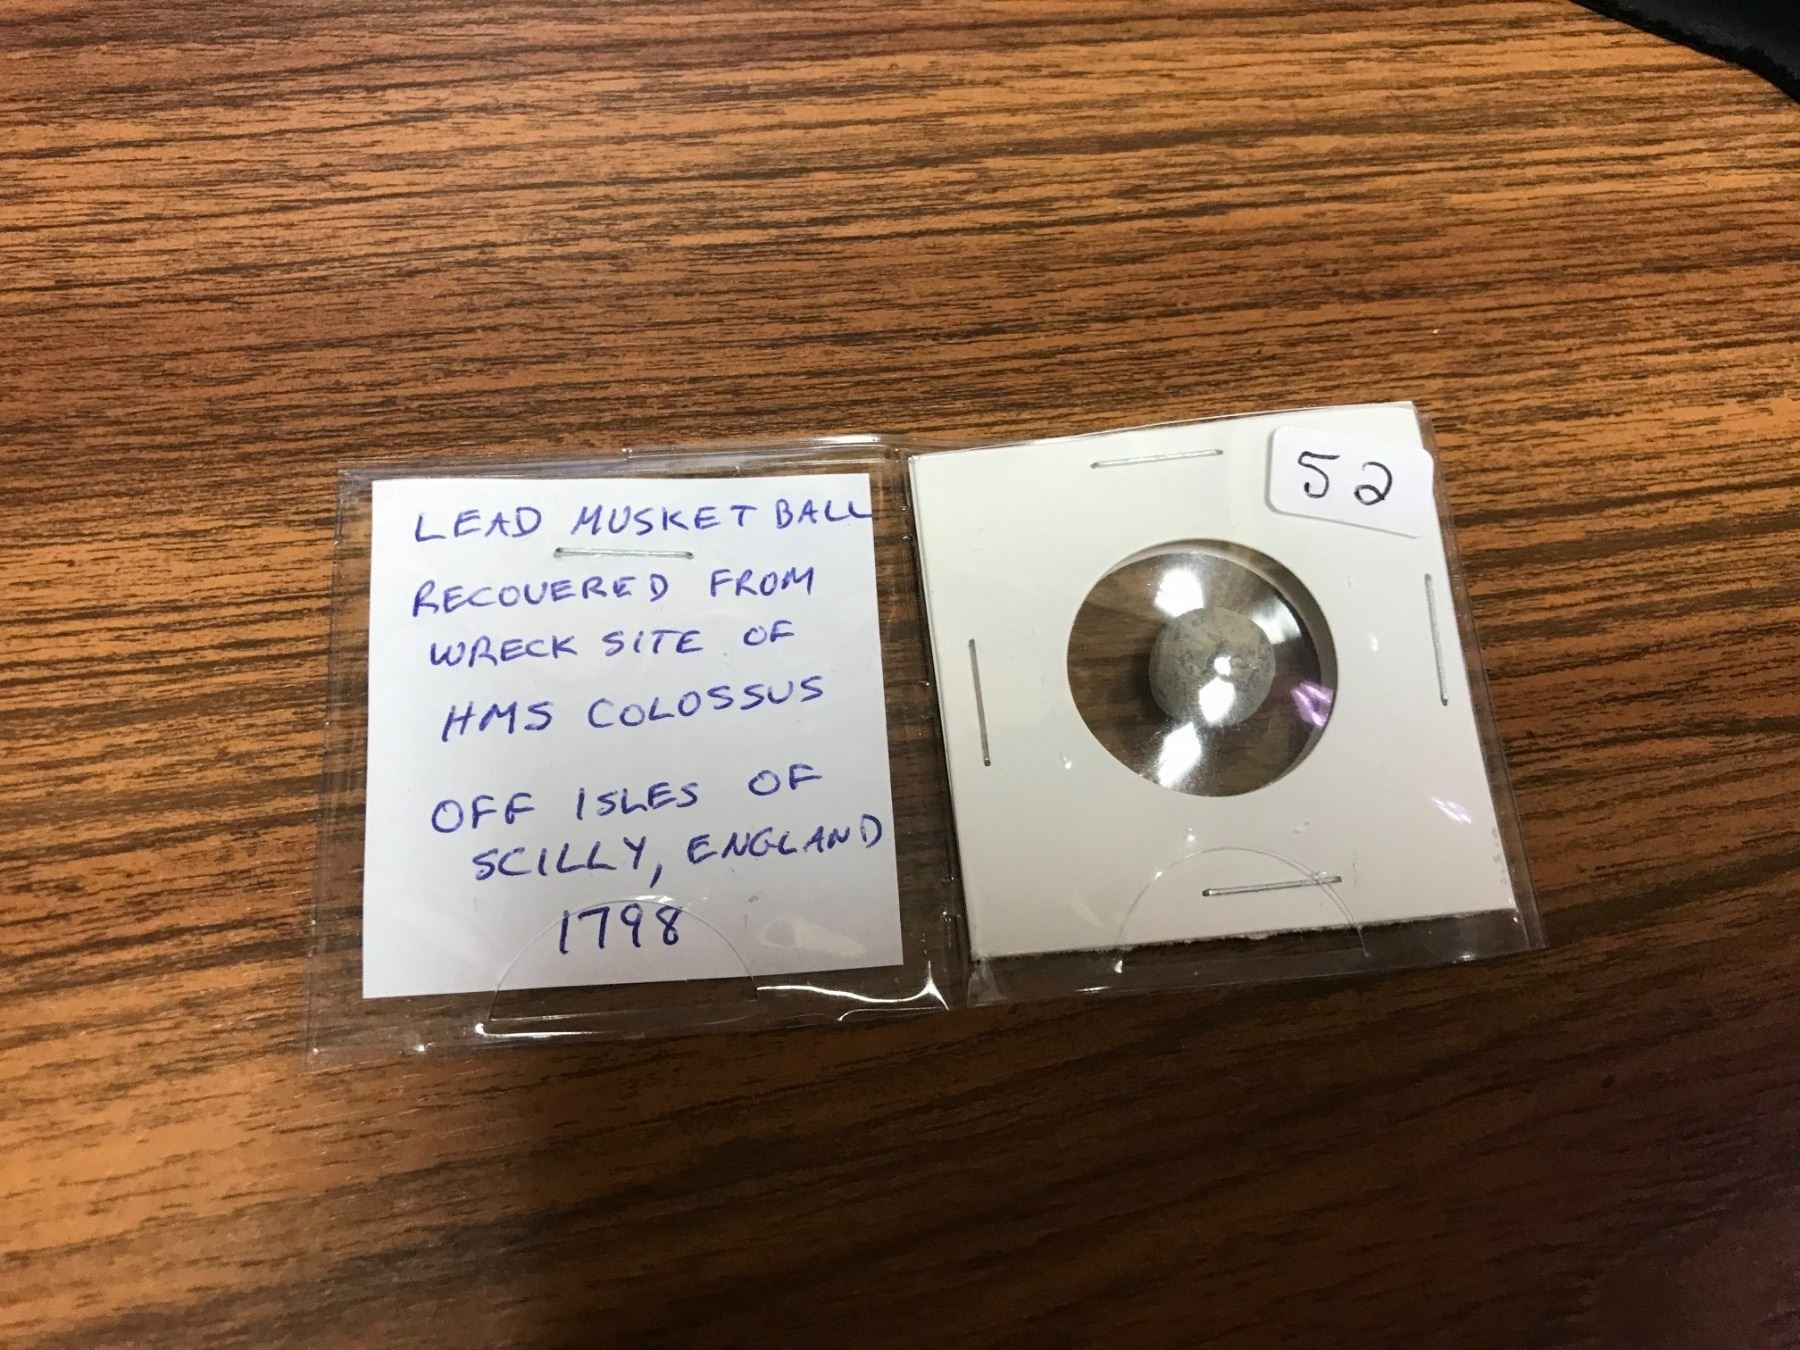 LEAD MUSKET BALL
RECOVERED FROM
WRECK SITE OF
HMS COLOSSUS
OFF ISLES OF
SCILLY, ENGLAND
1798
52